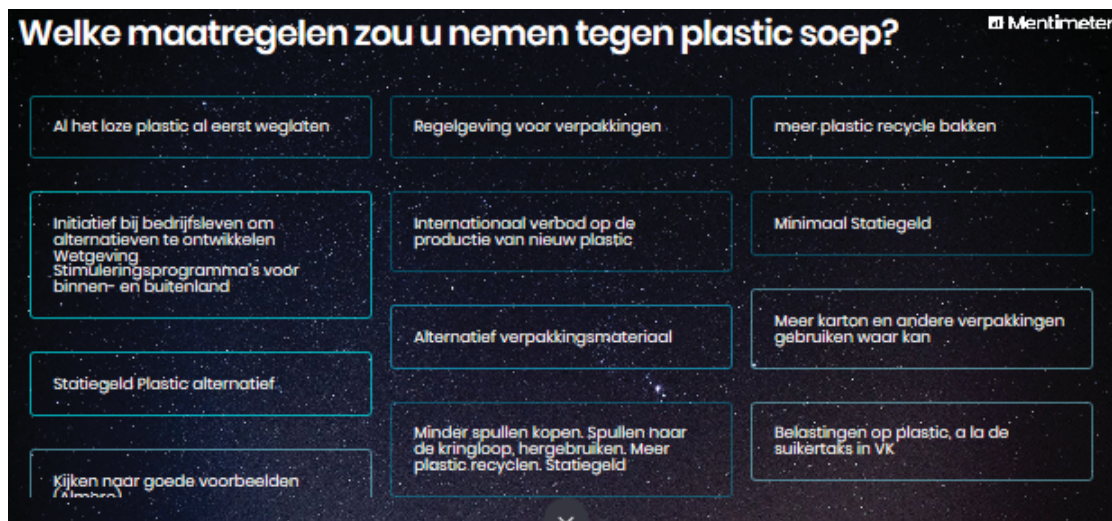 Welke maatregelen zou u nemen tegen plastic soep?
Mentimeter
Al het loze plastic al eerst weglaten
Initiatief bij bedrijfsleven om
alternatieven te ontwikkelen
Wetgeving
Stimuleringsprogramma's voor
binnen- en buitenland
Statiegeld Plastic alternatief
Kijken naar goede voorbeelden
Regelgeving voor verpakkingen
Internationaal verbod op de
productie van nieuw plastic
Alternatief verpakkingsmateriaal
Minder spullen kopen. Spullen naar
de kringloop, hergebruiken. Meer
plastic recyclen. Statiegeld
meer plastic recycle bakken
Minimaal Statiegeld
Meer karton en andere verpakkingen
gebruiken waar kan
Belastingen op plastic, a la de
suikertaks in VK